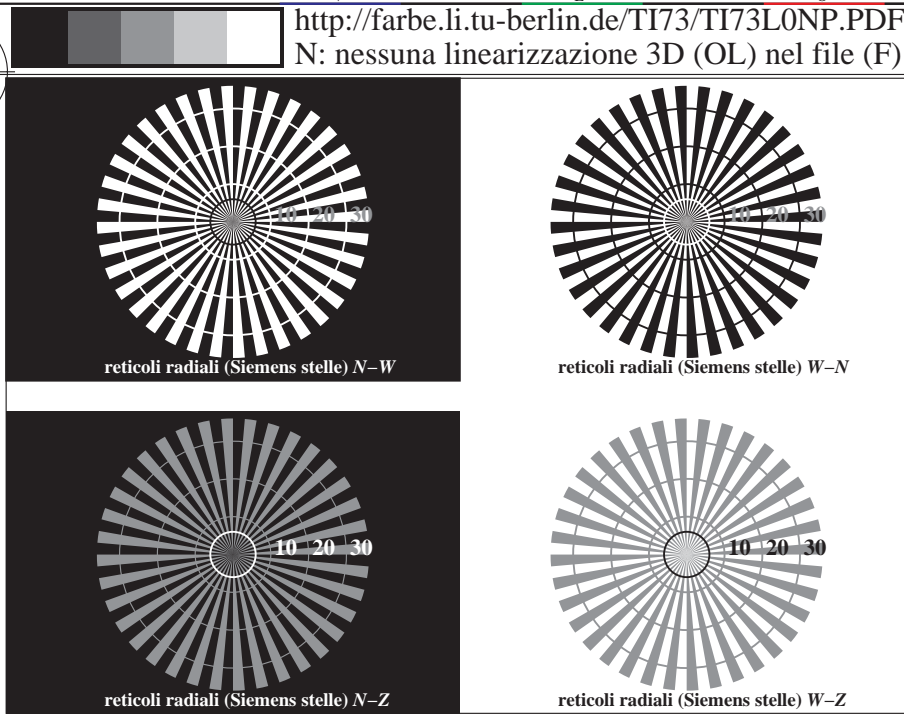 http://farbe.li.tu-berlin.de/TI73/TI73L0NP.PDF
N: nessuna linearizzazione 3D (OL) nel file (F)
10 20 30
reticoli radiali (Siemens stelle) N–W
10 20 30
reticoli radiali (Siemens stelle) W–N
10 20 30
reticoli radiali (Siemens stelle) N–Z
10 20 30
reticoli radiali (Siemens stelle) W–Z